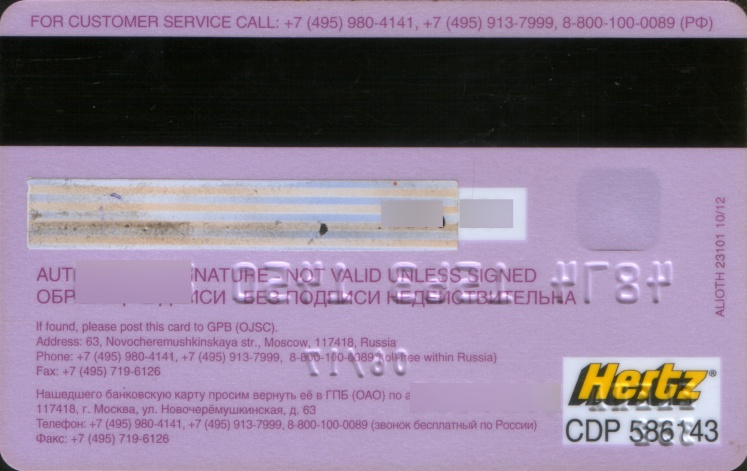 FOR CUSTOMER SERVICE CALL: +7 (495) 980-4141, +7 (495) 913-7999, 8-800-100-0089 (РФ)
ALIOTH 23101 10/12
NOT VALID UNLESS SIGNED
БЕЗ ПОДПИСИ НЕДЕЙСТВИТЕЛЬНА
If found, please post this card to GPB (OJSC).
Address: 63, Novocheremushkinskaya str., Moscow, 117418, Russia
Phone: +7 (495) 980-4141, +7 (495) 913-7999, 8-800-100-0089 (toll-free within Russia)
Fax: +7 (495) 719-6126
Нашедшего банковскую карту просим вернуть её в ГПБ (ОАО) по
117418, г. Москва, ул. Новочерёмушкинская, д. 63
Телефон: +7 (495) 980-4141, +7 (495) 913-7999, 8-800-100-0089 (звонок бесплатный по России)
Факс: +7 (495) 719-6126
Hertz®
CDP 586143